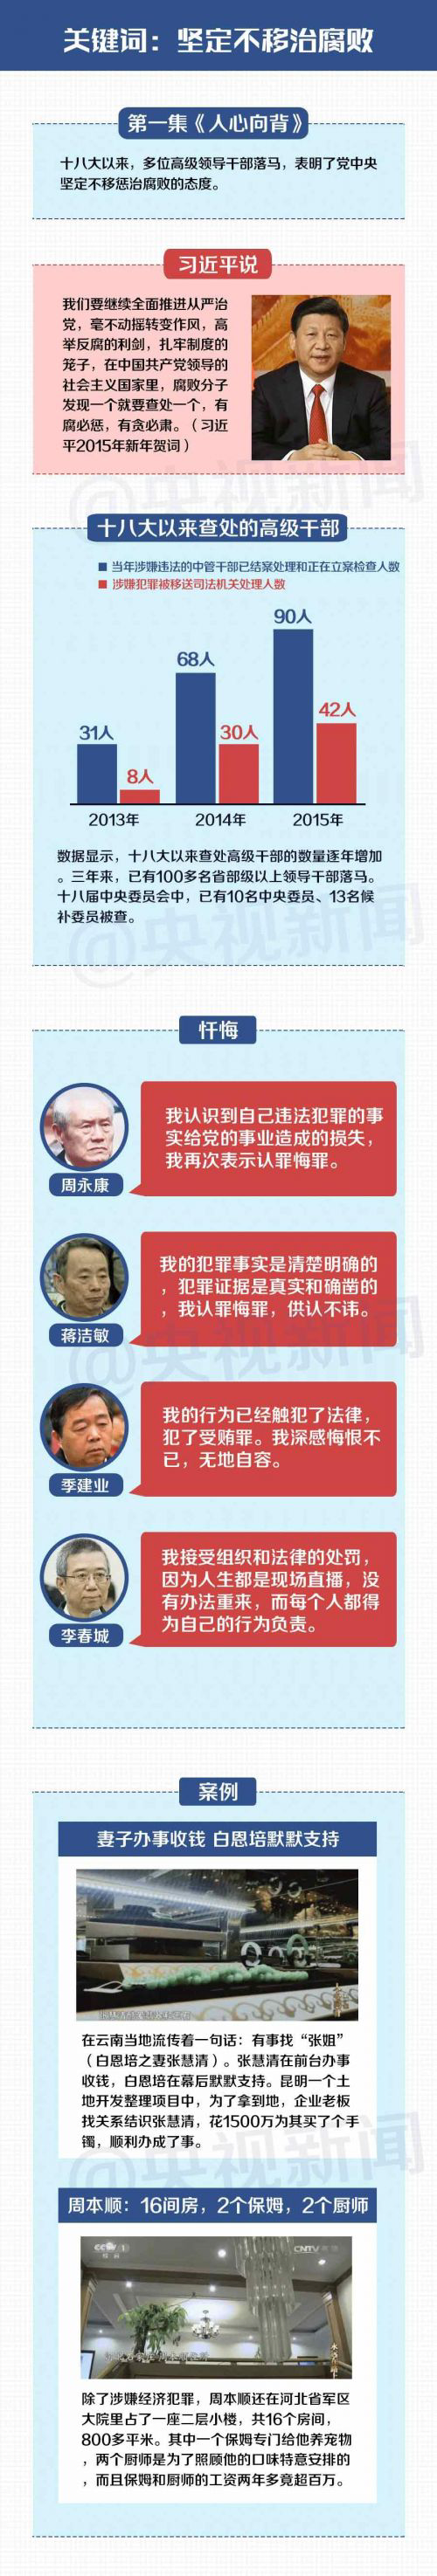 关键词：坚定不移治腐败
第一集《人心向背》
十八大以来，多位高级领导干部落马，表明了党中央
坚定不移惩治腐败的态度。
习近平说
我们要继续全面推进从严治
党，毫不动摇转变作风，高
举反腐的利剑，扎牢制度的
笼子，在中国共产党领导的
社会主义国家里，腐败分子
发现一个就要查处一个，有
腐必惩，有贪必肃。（习近
平2015年新年贺词）
@央视新闻
十八大以来查处的高级干部
当年涉嫌违法的中管干部已结案处理和正在立案检查人数
涉嫌犯罪被移送司法机关处理人数
90人
68人
42人
31人
30人
8人
2013年 2014年 2015年
数据显示，十八大以来查处高级干部的数量逐年增加
。三年来，已有100多名省部级以上领导干部落马。
十八届中央委员会中，已有10名中央委员、13名候
补委员被查。
@央视新闻
忏悔
我认识到自己违法犯罪的事
实给党的事业造成的损失，
我再次表示认罪悔罪。
周永康
我的犯罪事实是清楚明确的
，犯罪证据是真实和确凿的
，我认罪悔罪，供认不讳。
蒋洁敏
@央视新闻
我的行为已经触犯了法律，
犯了受贿罪。我深感悔恨不
已，无地自容。
季建业
我接受组织和法律的处罚，
因为人生都是现场直播，没
有办法重来，而每个人都得
为自己的行为负责。
李春城
案例
妻子办事收钱 白恩培默默支持
在云南当地流传着一句话：有事找“张姐”
（白恩培之妻张慧清）。张慧清在前台办事
收钱，白恩培在幕后默默支持。昆明一个土
地开发整理项目中，为了拿到地，企业老板
找关系结识张慧清，花1500万为其买了个手
镯，顺利办成了事。
@央视新闻
周本顺：16间房，2个保姆，2个厨师
CCTV 1
CNTV
除了涉嫌经济犯罪，周本顺还在河北省军区
大院里占了一座二层小楼，共16个房间，
800多平米。其中一个保姆专门给他养宠物
，两个厨师是为了照顾他的口味特意安排的
，而且保姆和厨师的工资两年多竟超百万。